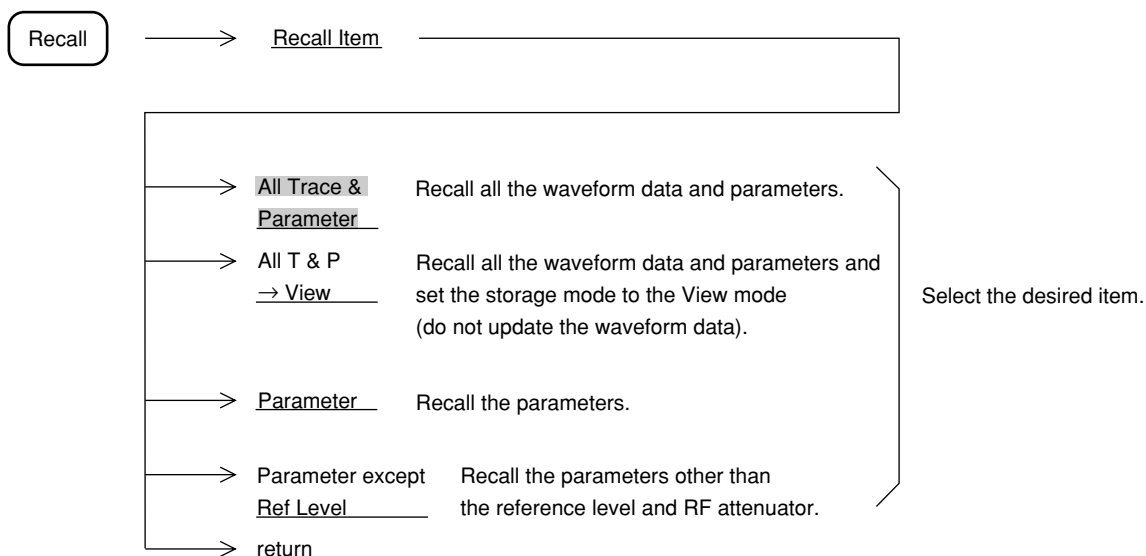 Recall
Recall Item
All Trace &
Parameter
Recall all the waveform data and parameters.
All T & P
→ View
Recall all the waveform data and parameters and
set the storage mode to the View mode
(do not update the waveform data).
Select the desired item.
Parameter
Recall the parameters.
Parameter except
Ref Level
Recall the parameters other than
the reference level and RF attenuator.
return